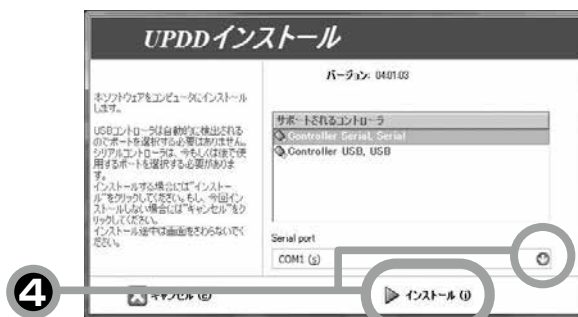 UPDDインストール
バージョン: 04.01.03
本ソフトウェアをコンピュータにインストール
します。
USBコントローラは自動的に検出される
のでポートを選択する必要はありません。
シリアルコントローラは、今もしくは後で使
用するポートを選択する必要がありま
す。
インストールする場合には"インストー
ル"をクリックしてください。もし、今回イン
ストールしない場合には"キャンセル"をク
リックしてください。
インストール途中は画面をさわらないでく
ださい。
サポートされるコントローラ
Controller Serial, Serial
Controller USB, USB
Serial port
COM1 (s)
4
キャンセル (c)
インストール (i)